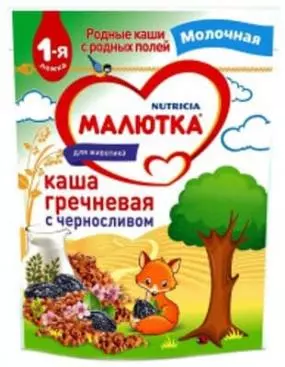 1-я
ложка
Родные каши
с родных полей
Молочная
NUTRICIA
МАЛЮТКА®
для животика
каша
гречневая
с черносливом